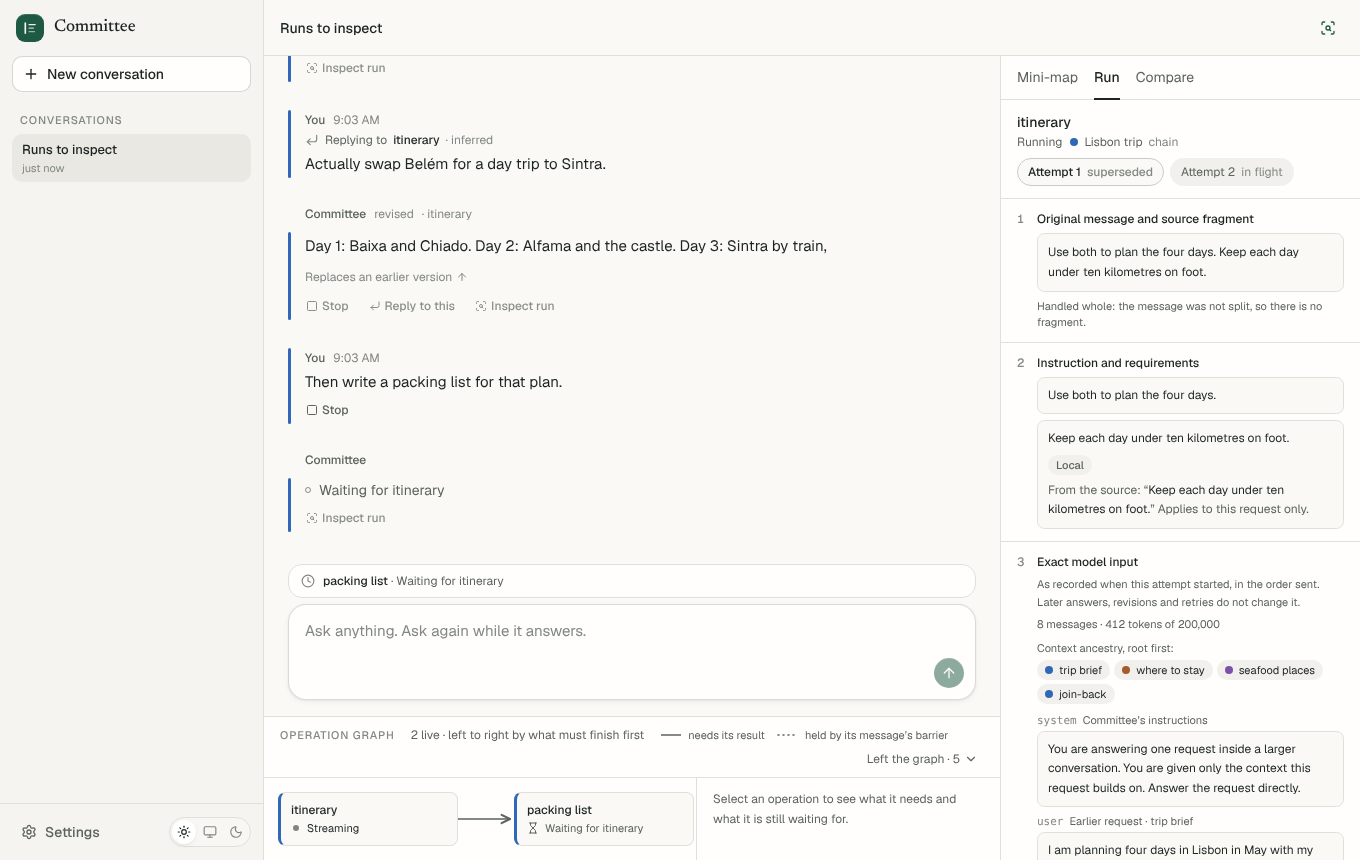 Committee
New conversation
CONVERSATIONS
Runs to inspect
just now
Settings
Runs to inspect
Inspect run
You 9:03 AM
Replying to itinerary · inferred
Actually swap Belém for a day trip to Sintra.
Committee revised · itinerary
Day 1: Baixa and Chiado. Day 2: Alfama and the castle. Day 3: Sintra by train,
Replaces an earlier version ↑
Stop Reply to this Inspect run
You 9:03 AM
Then write a packing list for that plan.
Stop
Committee
Waiting for itinerary
Inspect run
packing list · Waiting for itinerary
Ask anything. Ask again while it answers.
OPERATION GRAPH 2 live · left to right by what must finish first needs its result held by its message's barrier
Left the graph · 5
itinerary
Streaming
packing list
Waiting for itinerary
Select an operation to see what it needs and
what it is still waiting for.
Mini-map Run Compare
itinerary
Running Lisbon trip chain
Attempt 1 superseded Attempt 2 in flight
1 Original message and source fragment
Use both to plan the four days. Keep each day
under ten kilometres on foot.
Handled whole: the message was not split, so there is no
fragment.
2 Instruction and requirements
Use both to plan the four days.
Keep each day under ten kilometres on foot.
Local
From the source: “Keep each day under ten
kilometres on foot.” Applies to this request only.
3 Exact model input
As recorded when this attempt started, in the order sent.
Later answers, revisions and retries do not change it.
8 messages · 412 tokens of 200,000
Context ancestry, root first:
trip brief where to stay seafood places
join-back
system Committee's instructions
You are answering one request inside a larger
conversation. You are given only the context this
request builds on. Answer the request directly.
user Earlier request · trip brief
I am planning four days in Lisbon in May with my